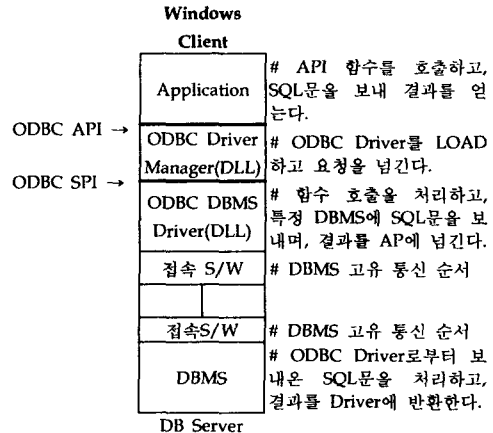 Windows
Client
Application
# API 함수를 호출하고,
SQL문을 보내 결과를 얻
는다.
ODBC API →
ODBC Driver
Manager(DLL)
# ODBC Driver를 LOAD
하고 요청을 넘긴다.
ODBC SPI →
ODBC DBMS
Driver(DLL)
# 함수 호출을 처리하고,
특정 DBMS에 SQL문을 보
내며, 결과를 AP에 넘긴다.
접속 S/W
# DBMS 고유 통신 순서
접속S/W
# DBMS 고유 통신 순서
DBMS
# ODBC Driver로부터 보
내온 SQL문을 처리하고,
결과를 Driver에 반환한다.
DB Server